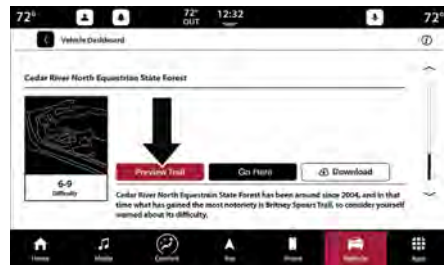 72° 72° OUT 12:32 72°
Vehicle Dashboard
Cedar River North Equestrian State Forest
Preview Trail Go Here Download
6-9
Difficulty
Cedar River North Equestrian State Forest has been around since 2004, and in that
time what has gained the most notoriety is Britney Spears Trail, so consider yourself
warned about its difficulty.
Home Media Comfort Nav Phone Vehicle Apps